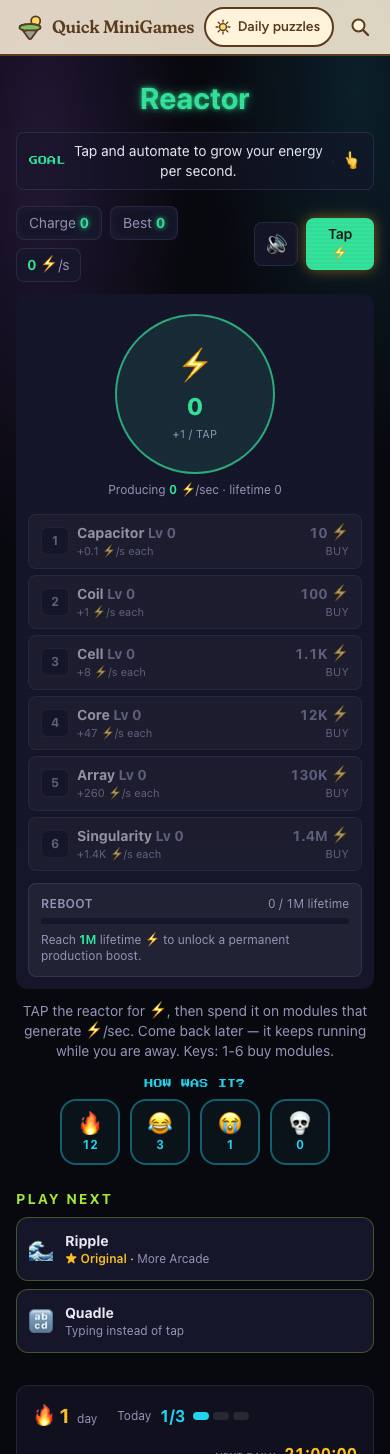 Quick MiniGames
Daily puzzles
Reactor
GOAL
Tap and automate to grow your energy
per second.
Charge 0
Best 0
0 ⚡/s
Tap
⚡
0
+1 / TAP
Producing 0 ⚡/sec · lifetime 0
1
Capacitor Lv 0
10 ⚡
+0.1 ⚡/s each
BUY
2
Coil Lv 0
100 ⚡
+1 ⚡/s each
BUY
3
Cell Lv 0
1.1K ⚡
+8 ⚡/s each
BUY
4
Core Lv 0
12K ⚡
+47 ⚡/s each
BUY
5
Array Lv 0
130K ⚡
+260 ⚡/s each
BUY
6
Singularity Lv 0
1.4M ⚡
+1.4K ⚡/s each
BUY
REBOOT
0 / 1M lifetime
Reach 1M lifetime ⚡ to unlock a permanent
production boost.
TAP the reactor for ⚡, then spend it on modules that
generate ⚡/sec. Come back later — it keeps running
while you are away. Keys: 1-6 buy modules.
HOW WAS IT?
12
3
1
0
PLAY NEXT
Ripple
★ Original · More Arcade
abcd
Quadle
Typing instead of tap
1 day
Today 1/3